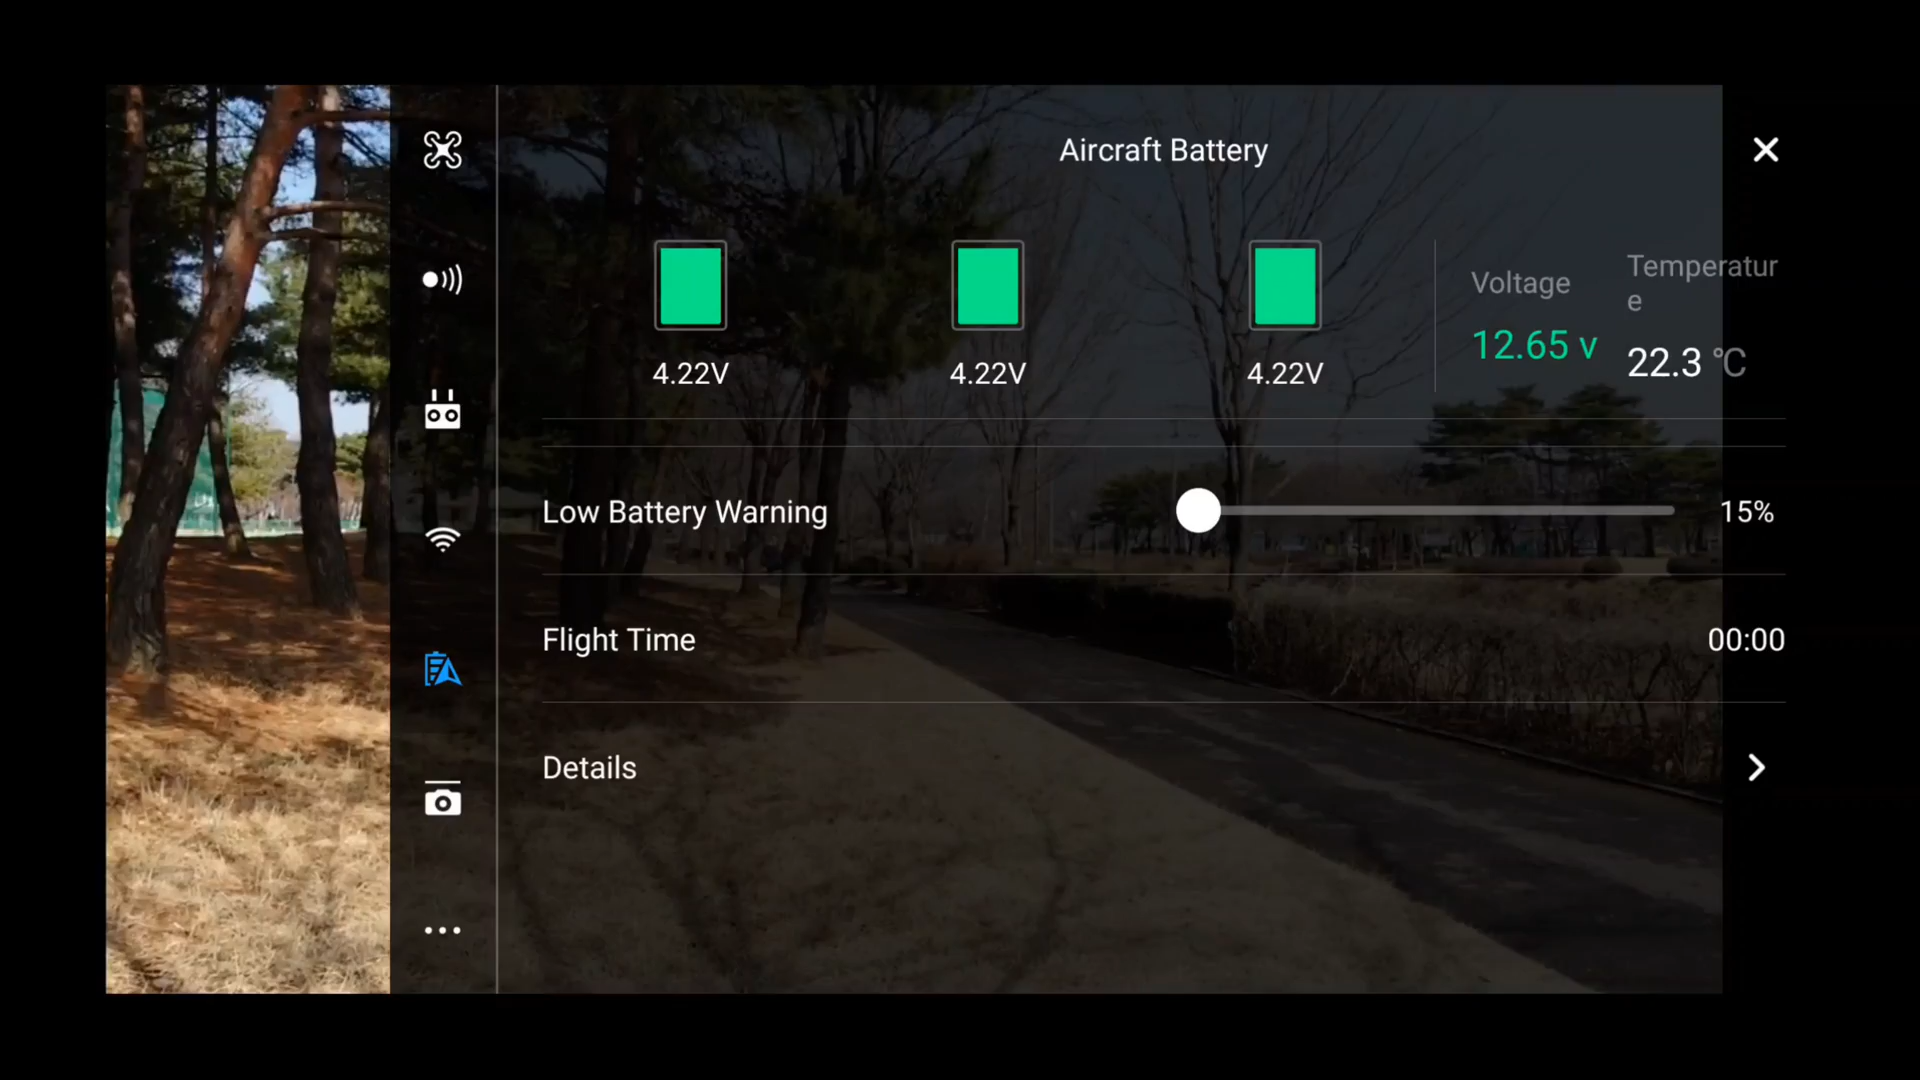 Aircraft Battery
4.22V 4.22V 4.22V
Voltage
12.65 v
Temperatur
e
22.3 °C
Low Battery Warning 15%
Flight Time 00:00
Details